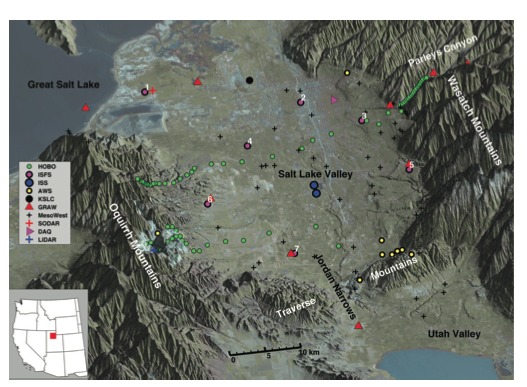 Parleys Canyon
Great Salt Lake
Wasatch Mountains
1
2
3
4
5
6
7
HOBO
ISFS
ISS
AWS
KSLC
GRAW
MesoWest
SODAR
DAQ
LIDAR
Salt Lake Valley
Oquirrh Mountains
Jordan Narrows
Mountains
Traverse
Utah Valley
0 5 10 km